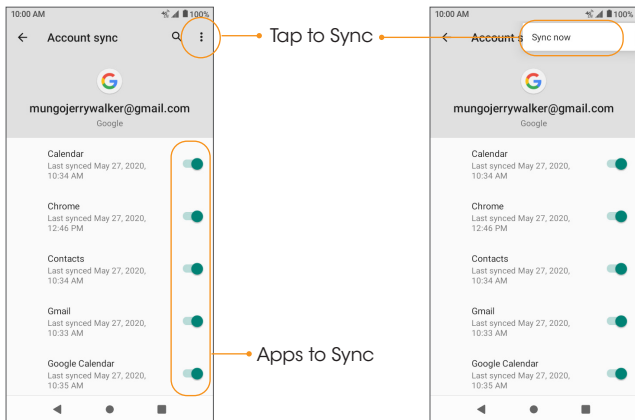 10:00 AM 100%
Account sync
mungojerrywalker@gmail.com
Google
Calendar
Last synced May 27, 2020,
10:34 AM
Chrome
Last synced May 27, 2020,
12:46 PM
Contacts
Last synced May 27, 2020,
10:34 AM
Gmail
Last synced May 27, 2020,
10:33 AM
Google Calendar
Last synced May 27, 2020,
10:35 AM
Tap to Sync
Apps to Sync
10:00 AM 100%
Account s
Sync now
mungojerrywalker@gmail.com
Google
Calendar
Last synced May 27, 2020,
10:34 AM
Chrome
Last synced May 27, 2020,
12:46 PM
Contacts
Last synced May 27, 2020,
10:34 AM
Gmail
Last synced May 27, 2020,
10:33 AM
Google Calendar
Last synced May 27, 2020,
10:35 AM